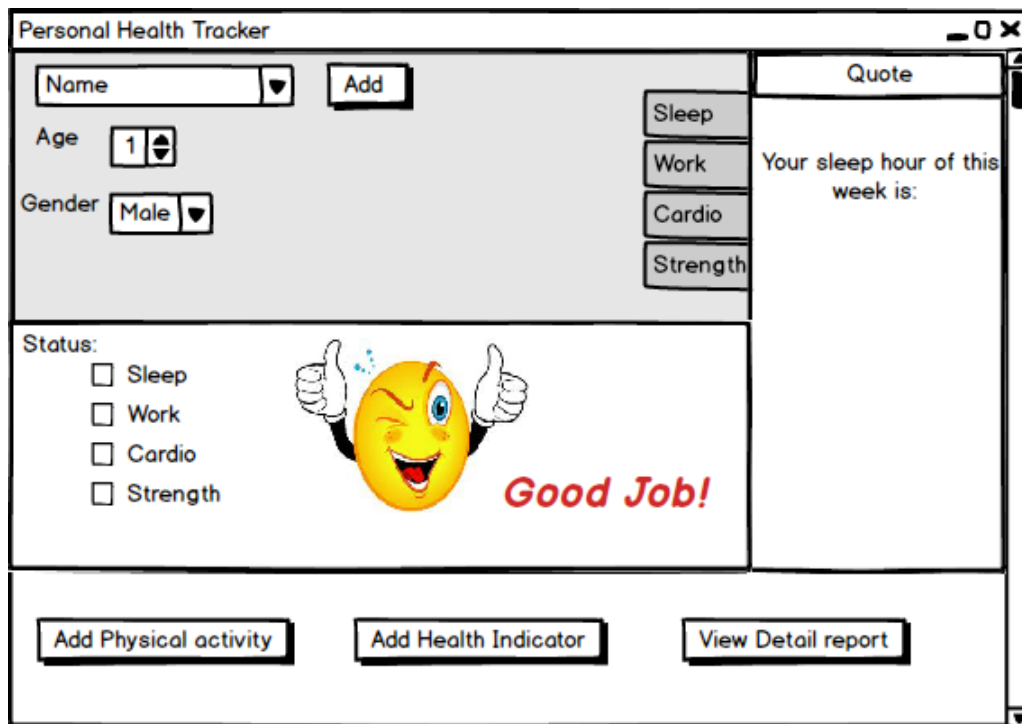 Personal Health Tracker
Name
Add
Age
1
Gender
Male
Sleep
Work
Cardio
Strength
Quote
Your sleep hour of this
week is:
Status:
Sleep
Work
Cardio
Strength
Good Job!
Add Physical activity
Add Health Indicator
View Detail report